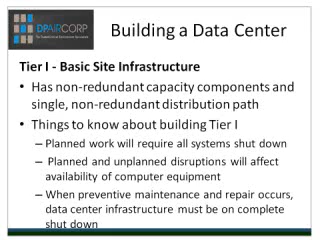 DPAIRCORP
Building a Data Center
Tier I - Basic Site Infrastructure
• Has non-redundant capacity components and
single, non-redundant distribution path
• Things to know about building Tier I
– Planned work will require all systems shut down
– Planned and unplanned disruptions will affect
availability of computer equipment
– When preventive maintenance and repair occurs,
data center infrastructure must be on complete
shut down